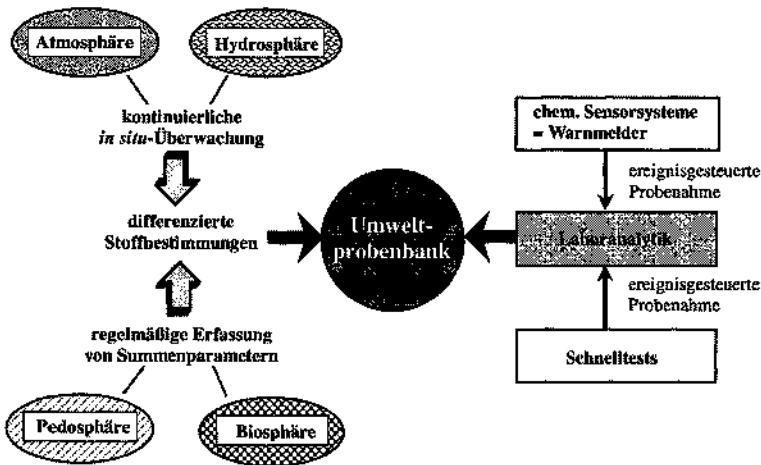 Atmosphäre
Hydrosphäre
kontinuierliche
in situ-Überwachung
differenzierte
Stoffbestimmungen
regelmäßige Erfassung
von Summenparametern
Pedosphäre
Biosphäre
Umwelt-
probenbank
chem. Sensorsysteme
= Warnmelder
ereignisgesteuerte
Probenahme
Laboranalytik
ereignisgesteuerte
Probenahme
Schnelltests